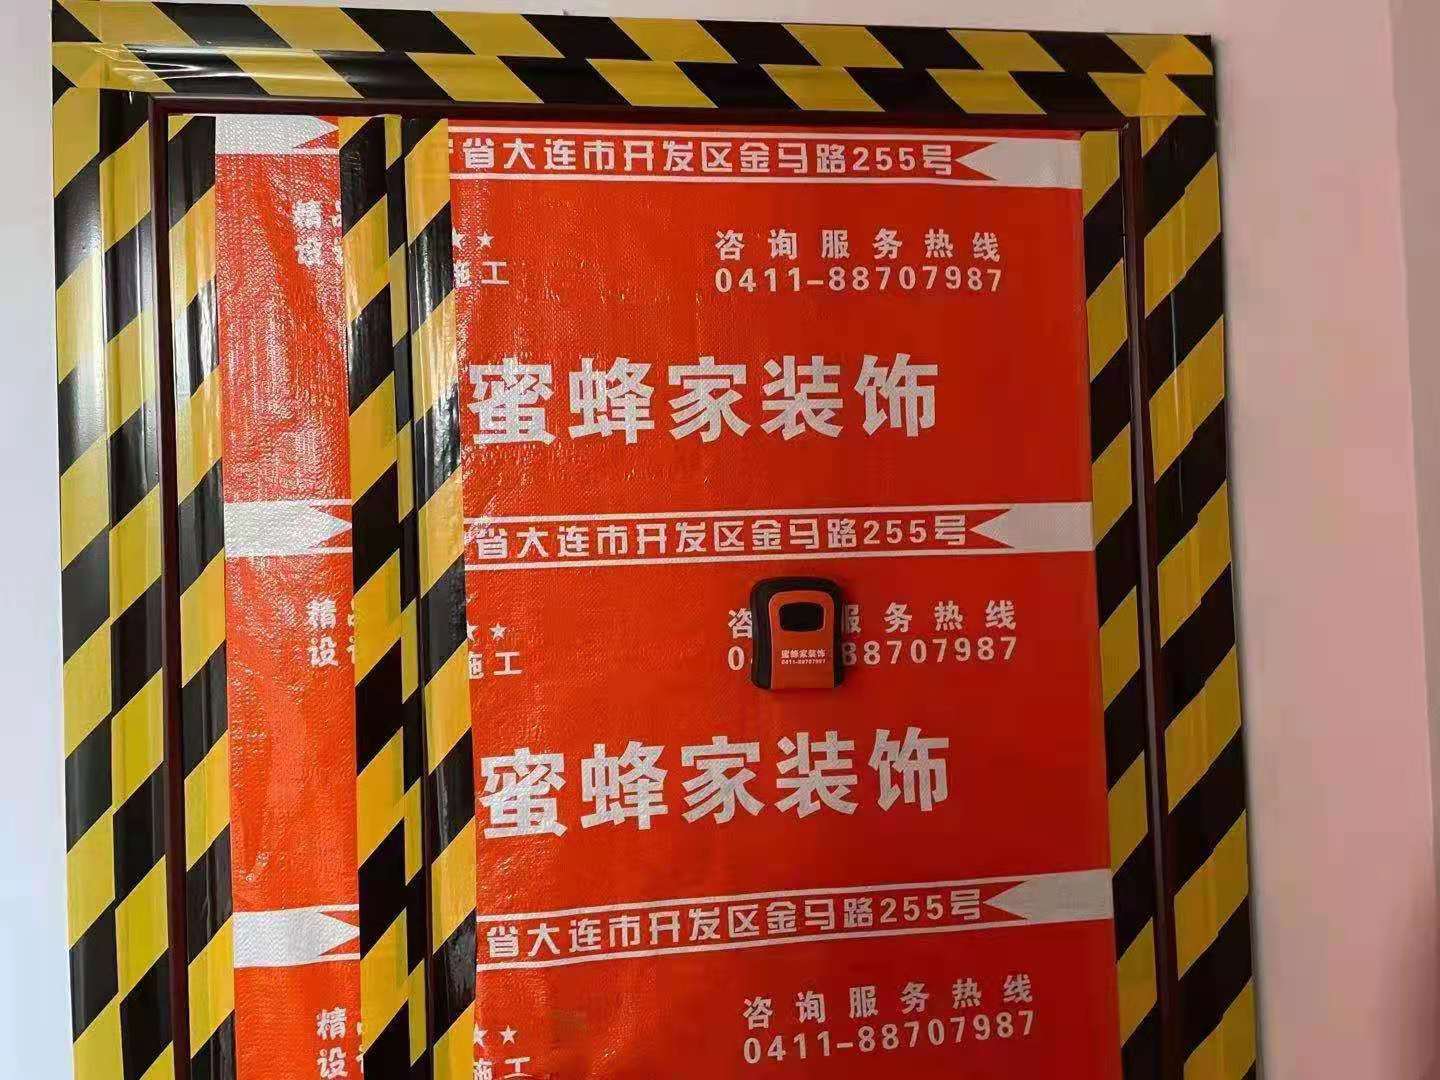 省大连市开发区金马路255号
精
设
★★
施工
咨询服务热线
0411-88707987
蜜蜂家装饰
省大连市开发区金马路255号
精
设
★★
施工
咨 服务热线
0 88707987
蜜蜂家装饰
0411-88707987
蜜蜂家装饰
省大连市开发区金马路255号
精
设
★★
施工
咨询服务热线
0411-88707987